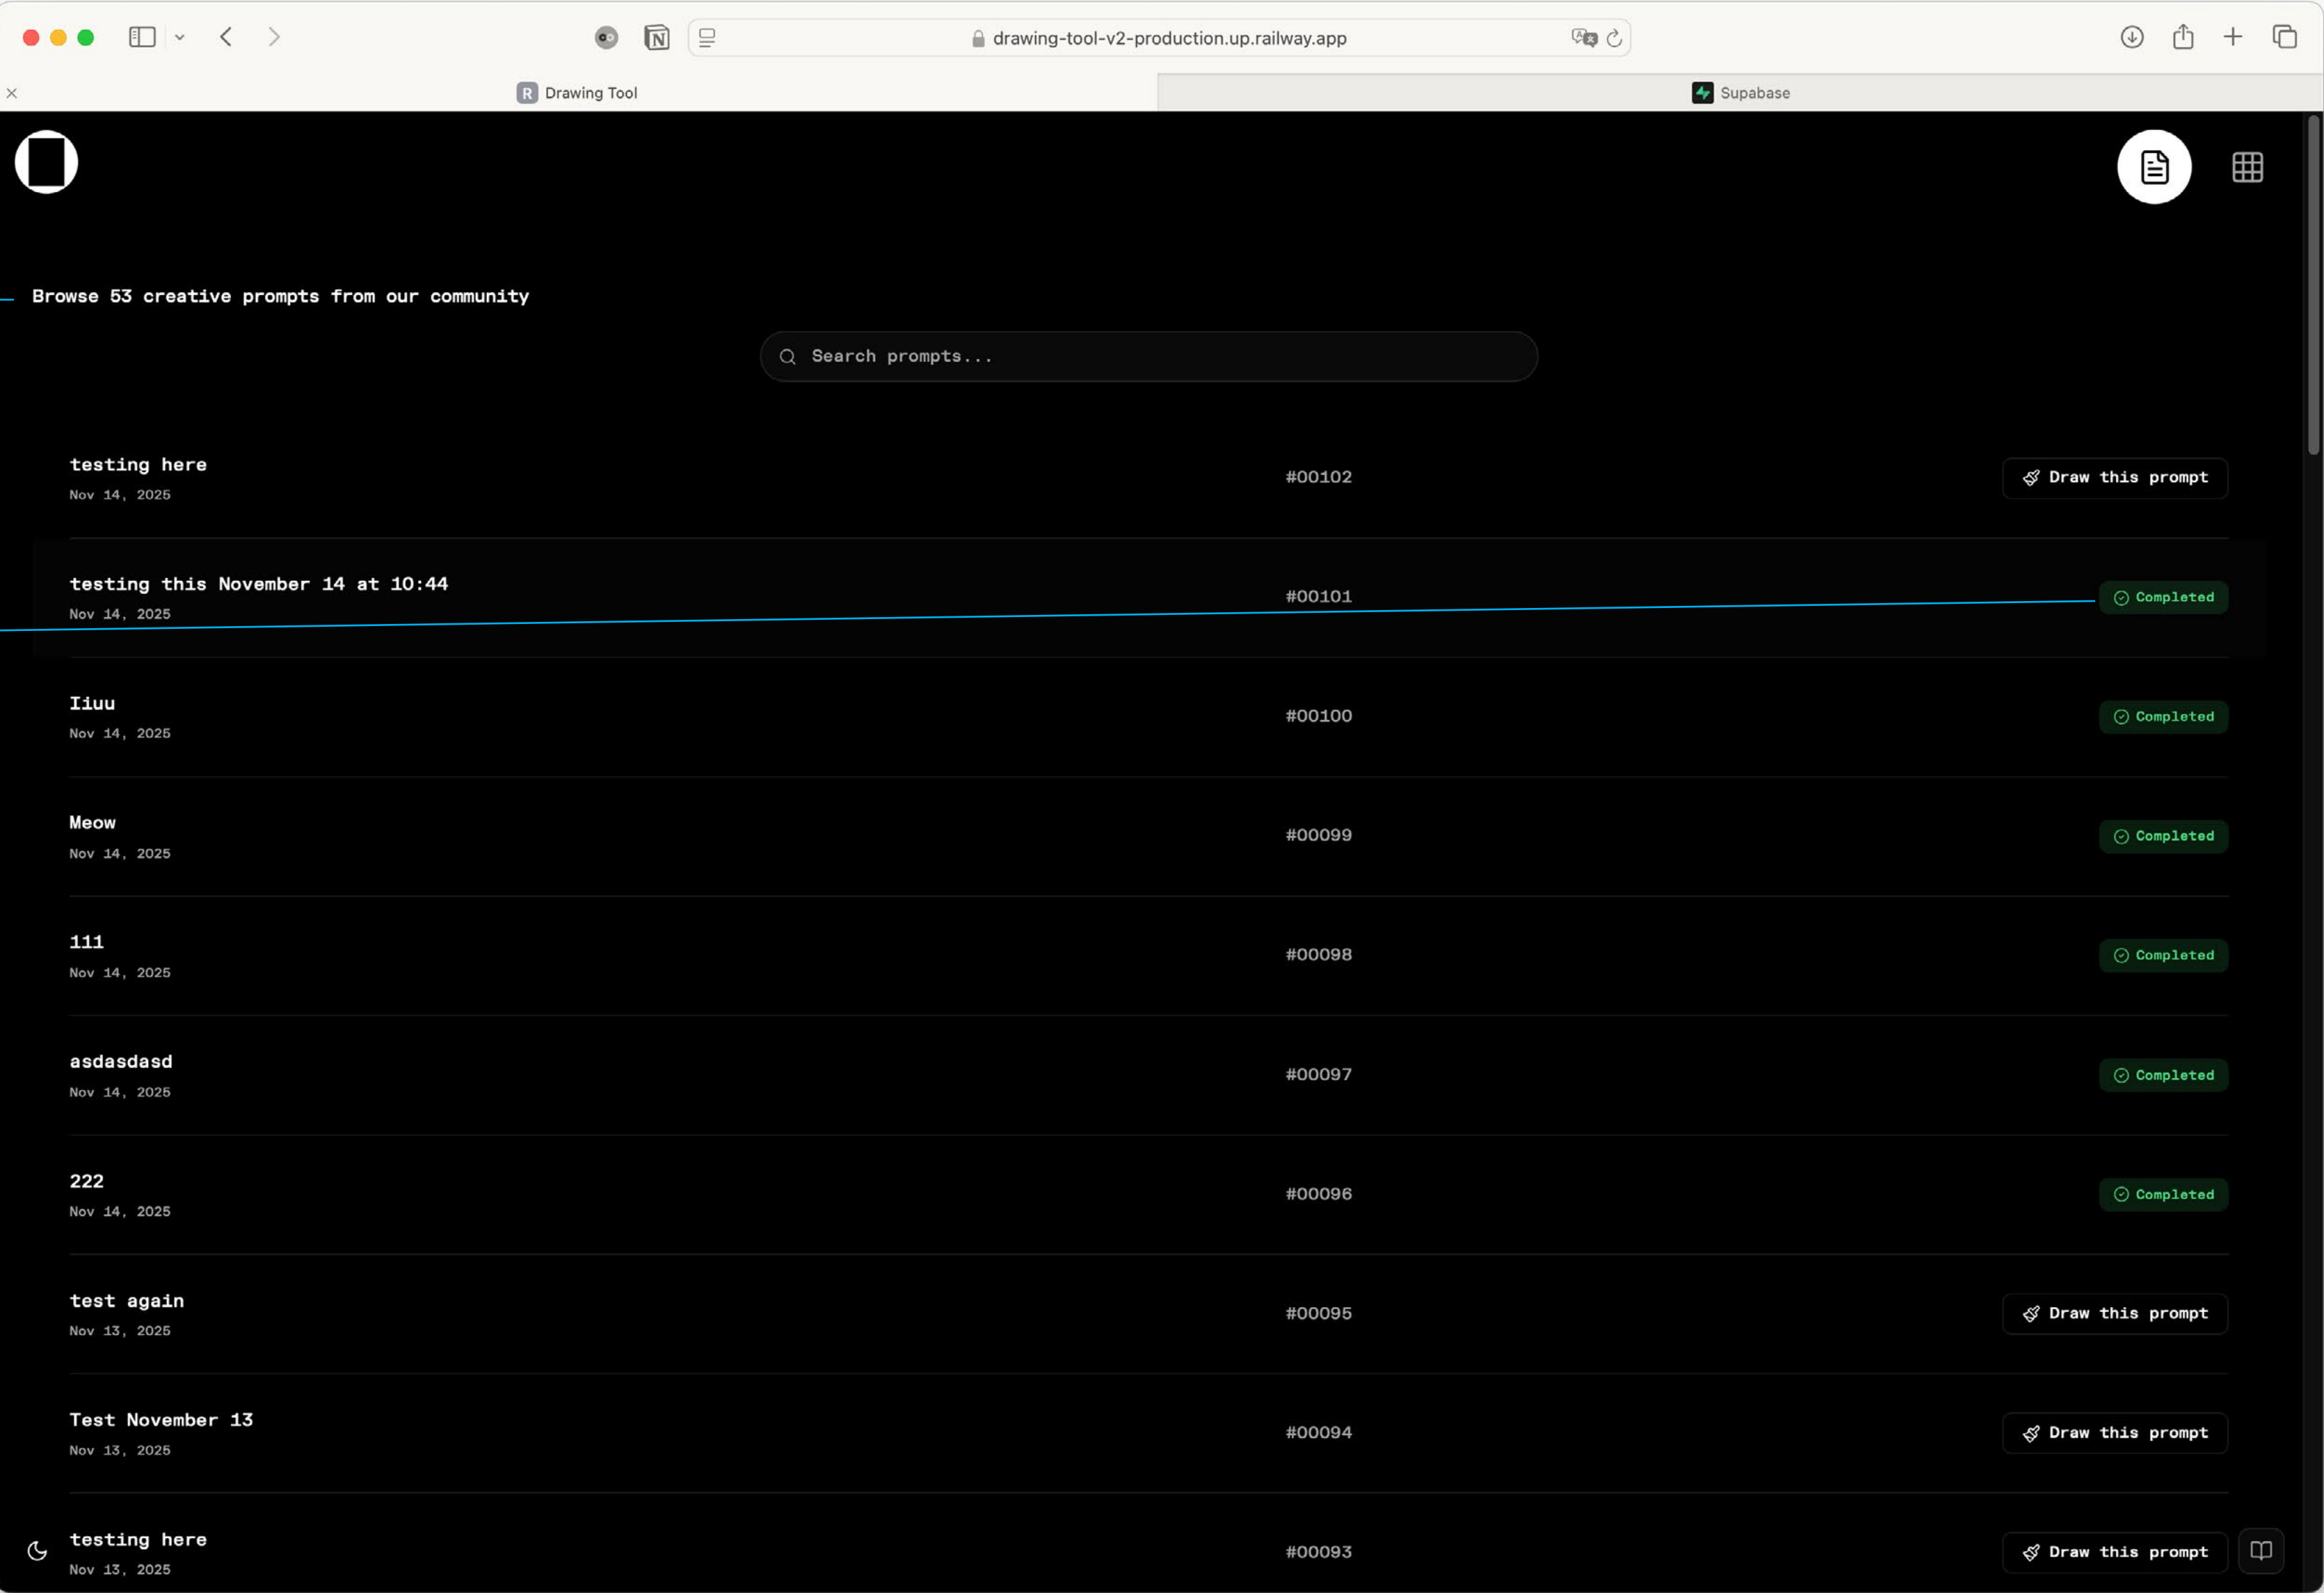 drawing-tool-v2-production.up.railway.app
R Drawing Tool
Supabase
Browse 53 creative prompts from our community
Search prompts...
testing here
Nov 14, 2025
#00102
Draw this prompt
testing this November 14 at 10:44
Nov 14, 2025
#00101
Completed
Iiuu
Nov 14, 2025
#00100
Completed
Meow
Nov 14, 2025
#00099
Completed
111
Nov 14, 2025
#00098
Completed
asdasdasd
Nov 14, 2025
#00097
Completed
222
Nov 14, 2025
#00096
Completed
test again
Nov 13, 2025
#00095
Draw this prompt
Test November 13
Nov 13, 2025
#00094
Draw this prompt
testing here
Nov 13, 2025
#00093
Draw this prompt